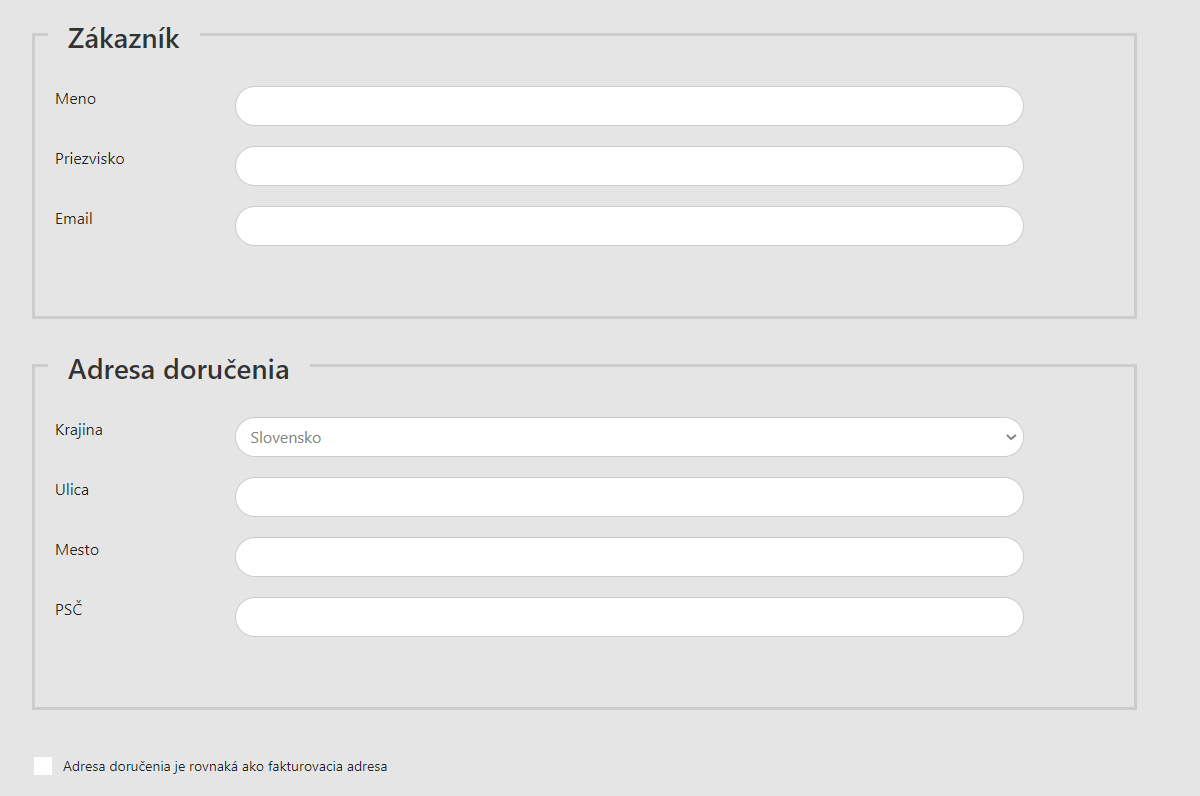 Zákazník
Meno
Priezvisko
Email
Adresa doručenia
Krajina
Slovensko
Ulica
Mesto
PSČ
Adresa doručenia je rovnaká ako fakturovacia adresa